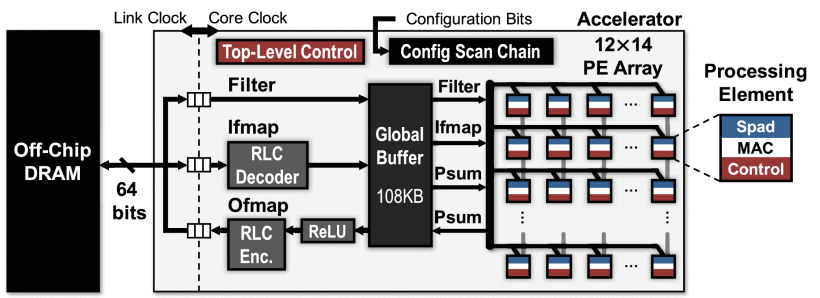 Link Clock
Core Clock
Configuration Bits
Accelerator
Top-Level Control
Config Scan Chain
12×14
PE Array
Off-Chip
DRAM
64
bits
Filter
Ifmap
RLC
Decoder
Ofmap
RLC
Enc.
ReLU
Global
Buffer
108KB
Filter
Ifmap
Psum
Psum
...
...
...
...
...
...
...
Processing
Element
Spad
MAC
Control